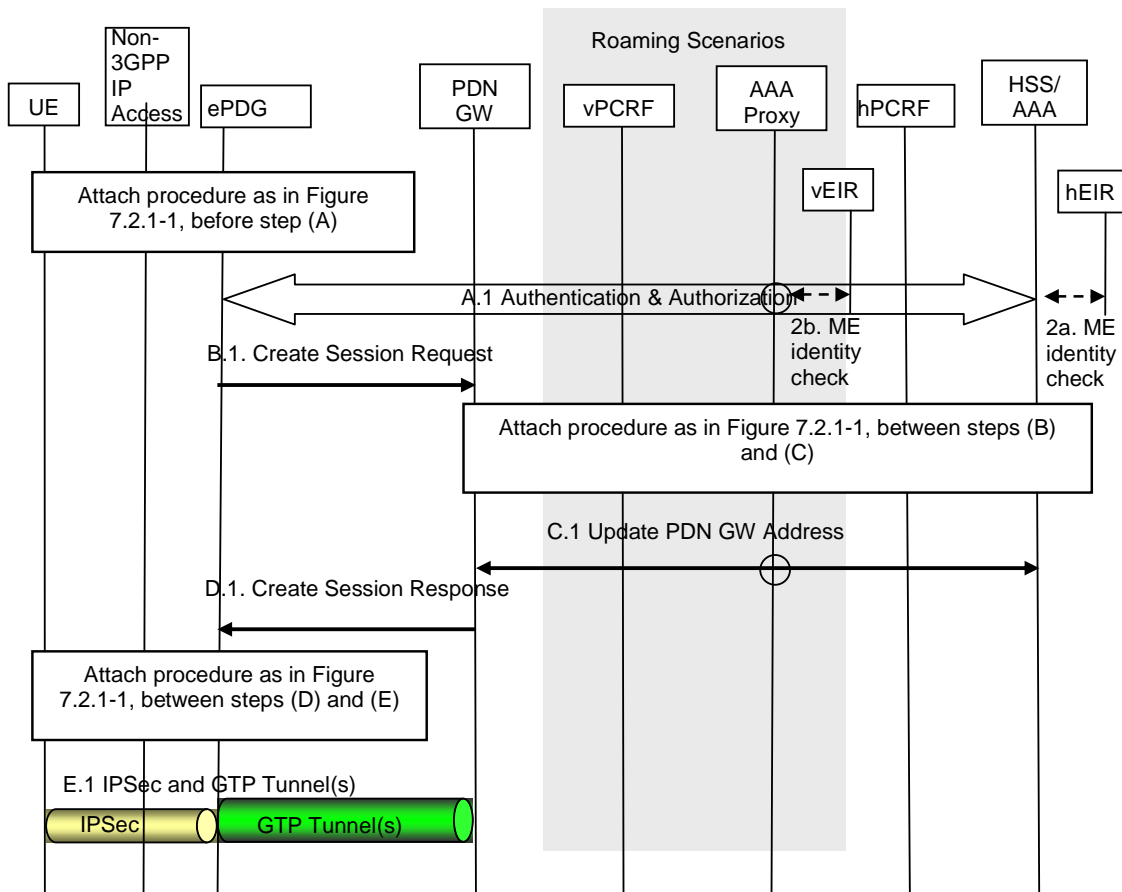 Roaming Scenarios
UE
Non-
3GPP
IP
Access
ePDG
PDN
GW
vPCRF
AAA
Proxy
hPCRF
HSS/
AAA
vEIR
hEIR
Attach procedure as in Figure
7.2.1-1, before step (A)
A.1 Authentication & Authorization
2b. ME
identity
check
2a. ME
identity
check
B.1. Create Session Request
Attach procedure as in Figure 7.2.1-1, between steps (B)
and (C)
C.1 Update PDN GW Address
D.1. Create Session Response
Attach procedure as in Figure
7.2.1-1, between steps (D) and (E)
E.1 IPSec and GTP Tunnel(s)
IPSec
GTP Tunnel(s)